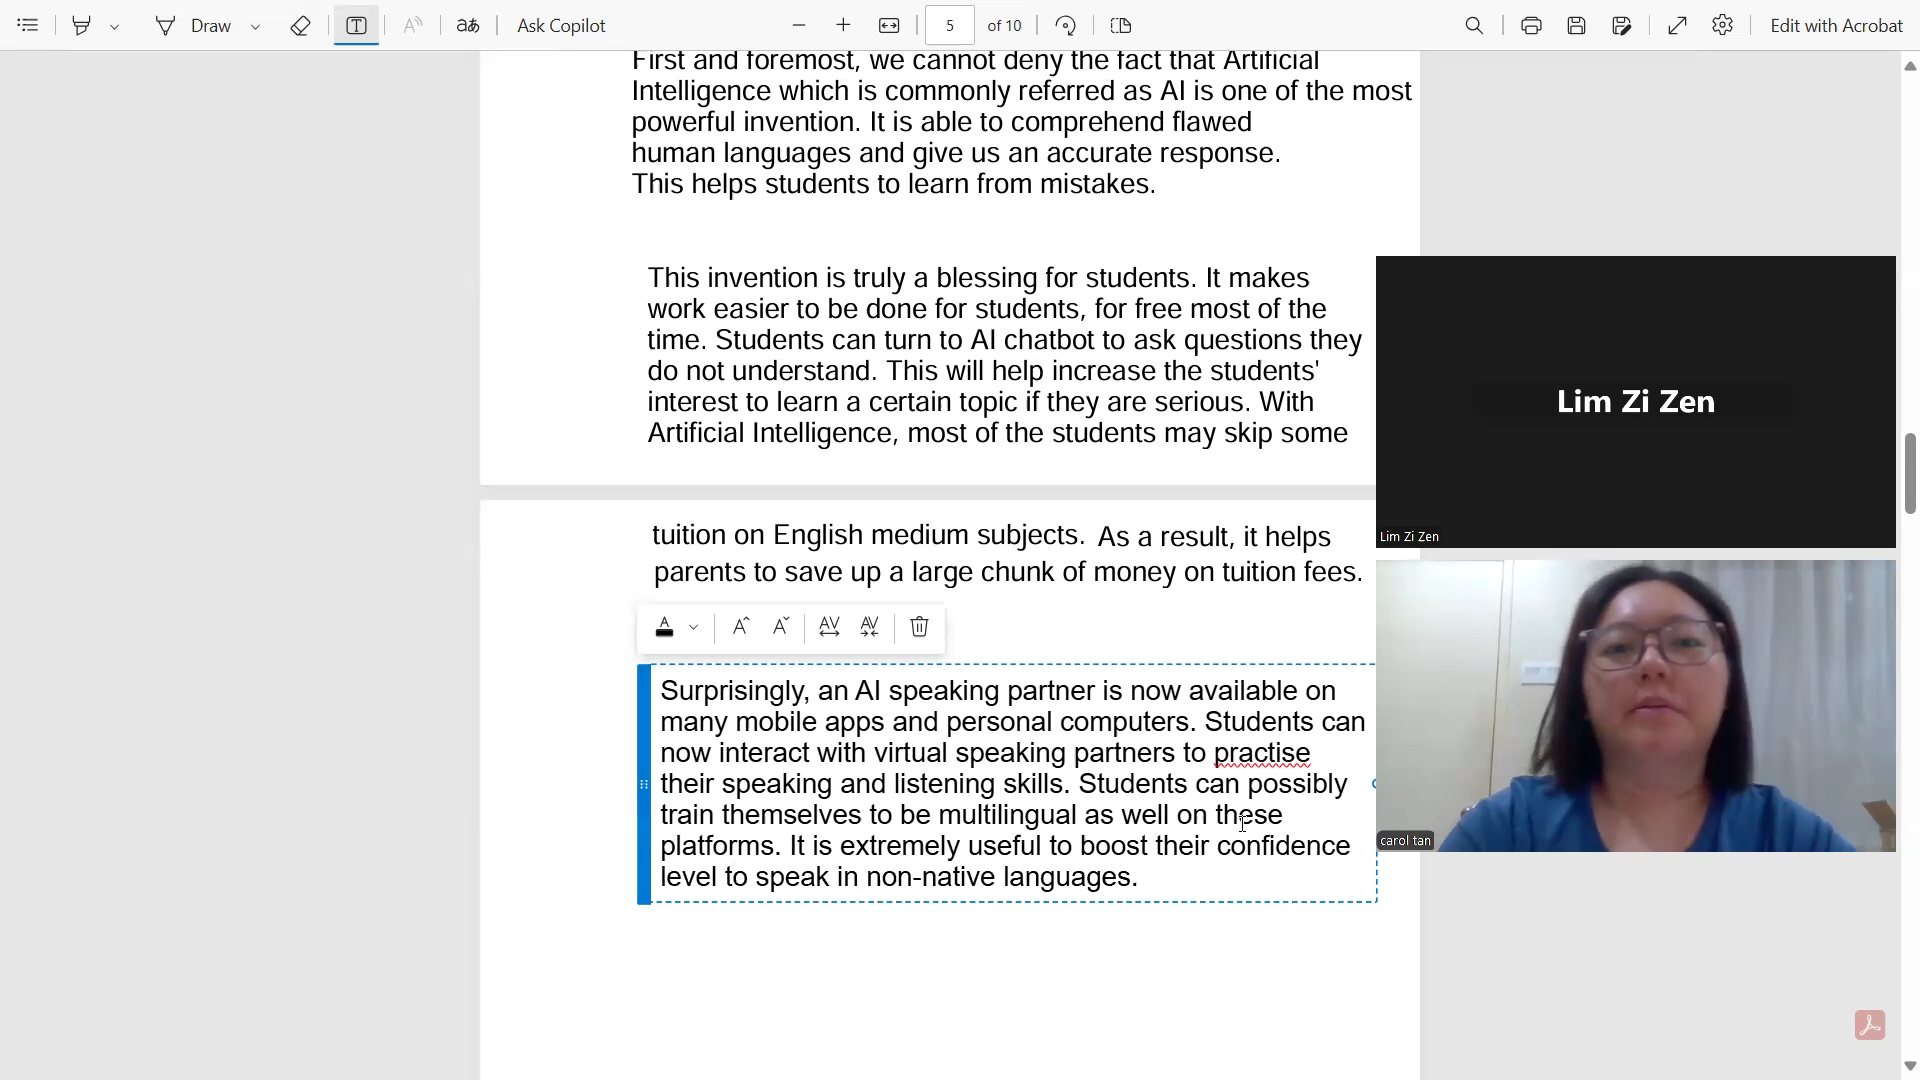 Draw
Ask Copilot
5 of 10
Edit with Acrobat
First and foremost, we cannot deny the fact that Artificial
Intelligence which is commonly referred as AI is one of the most
powerful invention. It is able to comprehend flawed
human languages and give us an accurate response.
This helps students to learn from mistakes.
This invention is truly a blessing for students. It makes
work easier to be done for students, for free most of the
time. Students can turn to AI chatbot to ask questions they
do not understand. This will help increase the students'
interest to learn a certain topic if they are serious. With
Artificial Intelligence, most of the students may skip some
tuition on English medium subjects. As a result, it helps
parents to save up a large chunk of money on tuition fees.
Surprisingly, an AI speaking partner is now available on
many mobile apps and personal computers. Students can
now interact with virtual speaking partners to practise
their speaking and listening skills. Students can possibly
train themselves to be multilingual as well on these
platforms. It is extremely useful to boost their confidence
level to speak in non-native languages.
Lim Zi Zen
Lim Zi Zen
carol tan